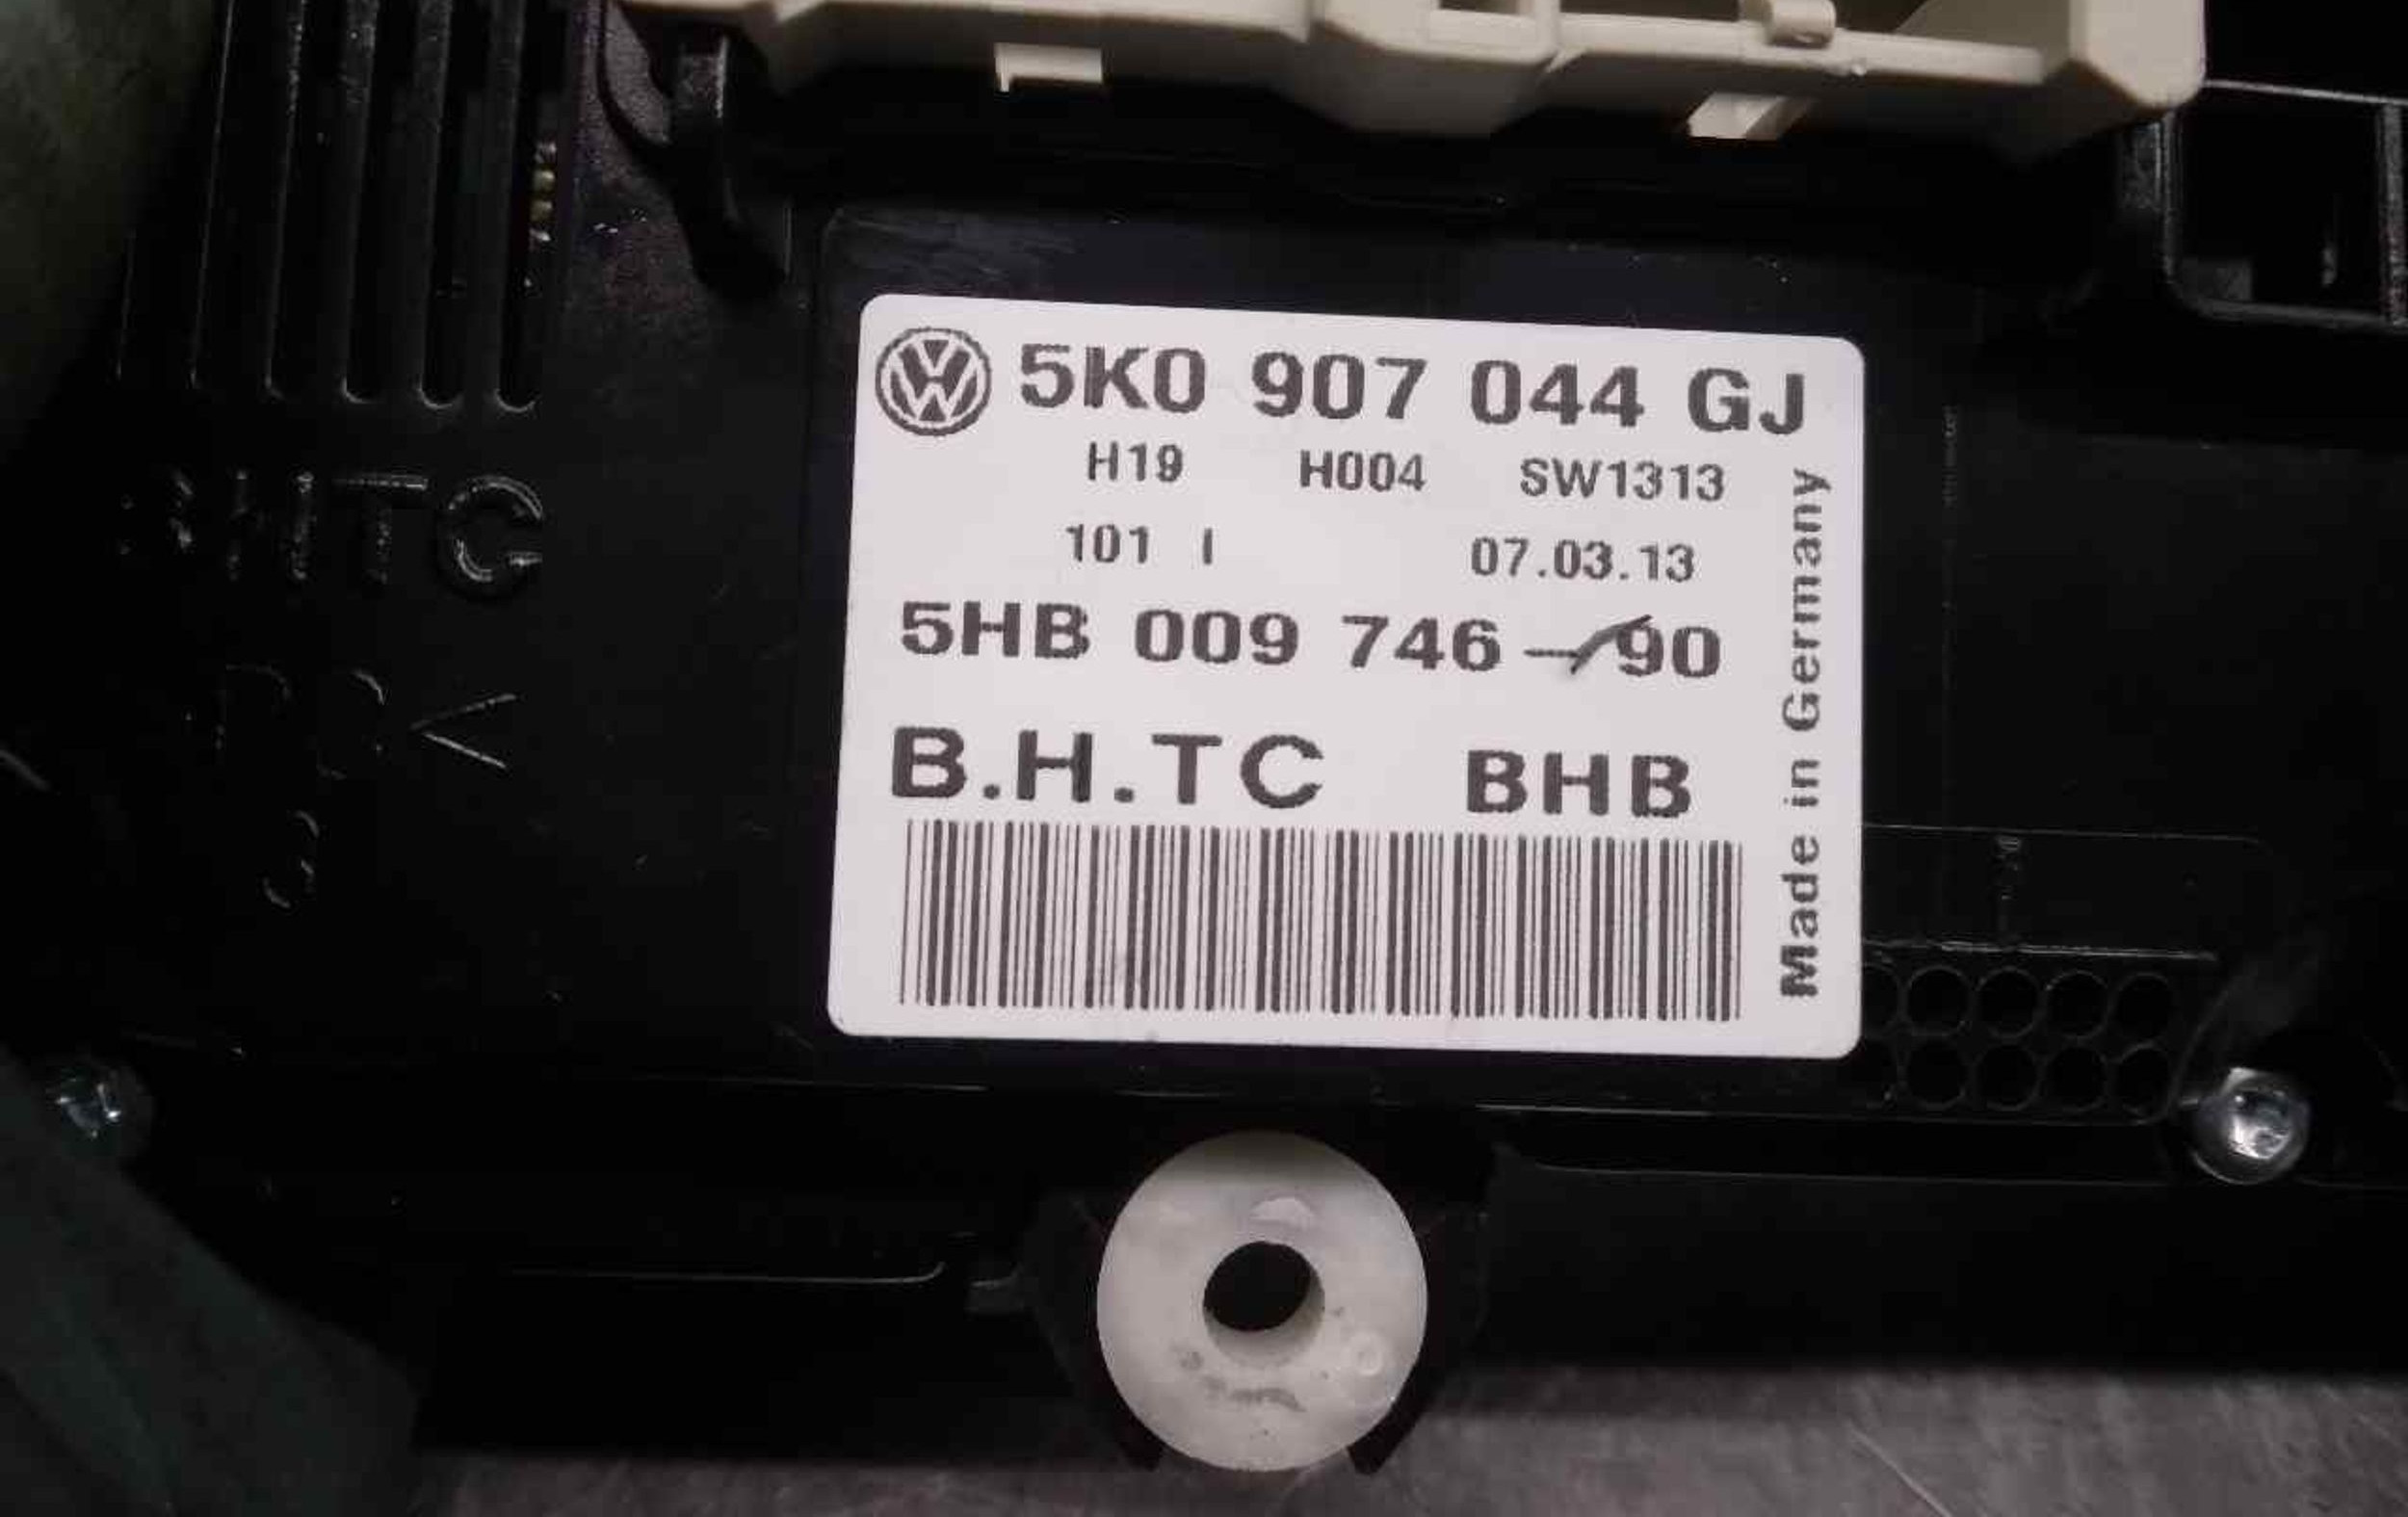 5K0 907 044 GJ
H19 H004 SW1313
101 I 07.03.13
5HB 009 746-90
B.H.TC BHB
Made in Germany
BHTC